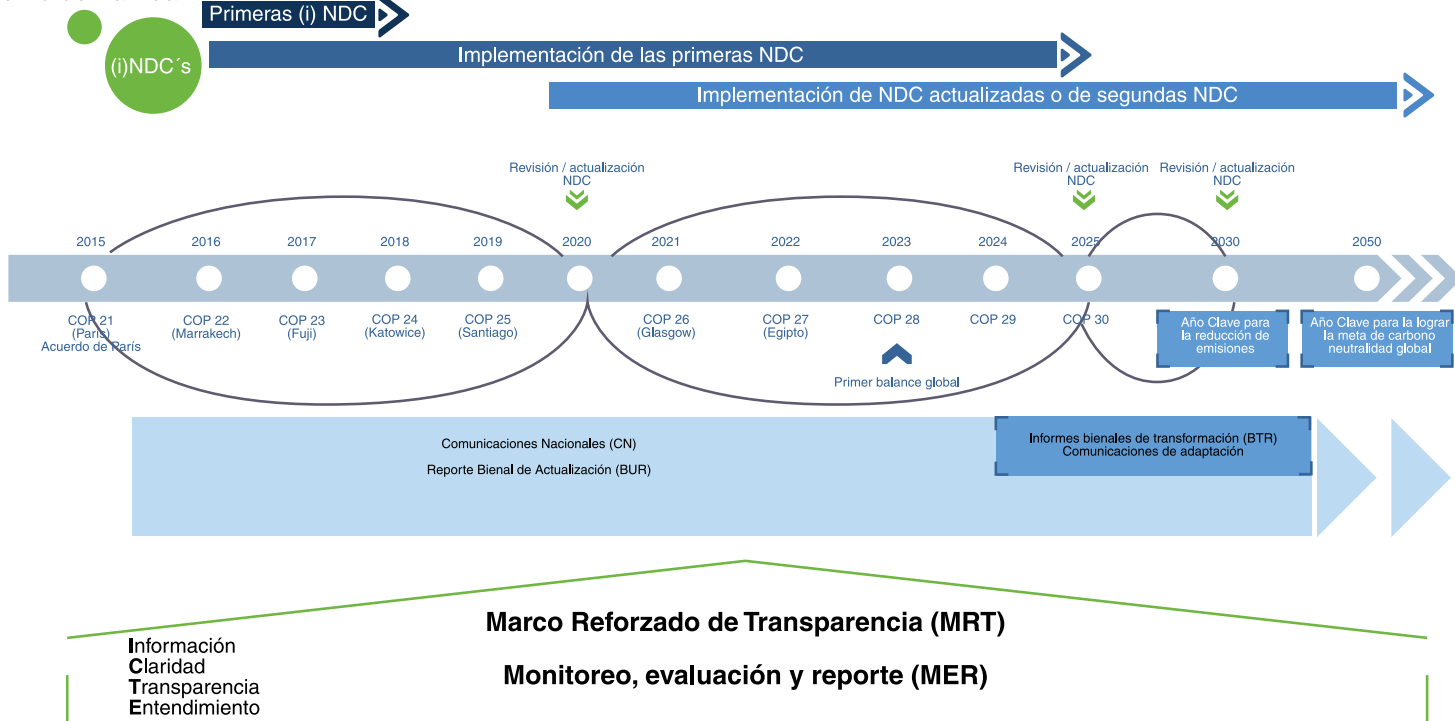 Primeras (i) NDC
(i)NDC´s
Implementación de las primeras NDC
Implementación de NDC actualizadas o de segundas NDC
Revisión / actualización
NDC
Revisión / actualización
NDC
Revisión / actualización
NDC
2015
2016
2017
2018
2019
2020
2021
2022
2023
2024
2025
2030
2050
COP 21
(París)
Acuerdo de París
COP 22
(Marrakech)
COP 23
(Fuji)
COP 24
(Katowice)
COP 25
(Santiago)
COP 26
(Glasgow)
COP 27
(Egipto)
COP 28
COP 29
COP 30
Año Clave para
la reducción de
emisiones
Año Clave para la lograr
la meta de carbono
neutralidad global
Primer balance global
Comunicaciones Nacionales (CN)
Reporte Bienal de Actualización (BUR)
Informes bienales de transformación (BTR)
Comunicaciones de adaptación
Marco Reforzado de Transparencia (MRT)
Monitoreo, evaluación y reporte (MER)
Información
Claridad
Transparencia
Entendimiento